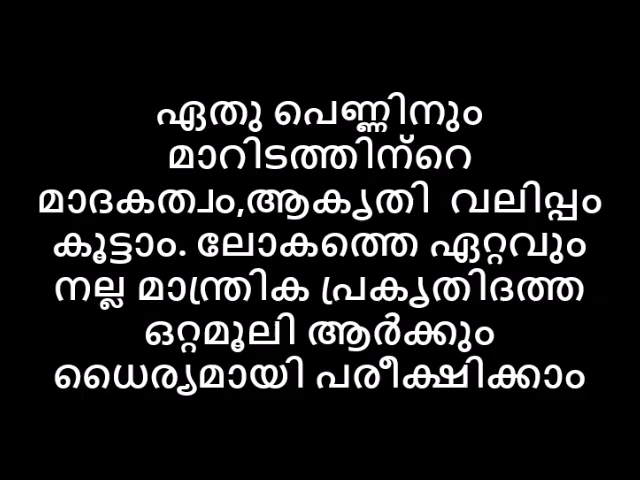 ഏതു പെണ്ണിനും
മാറിടത്തിന്റെ
മാദകത്വം,ആകൃതി വലിപ്പം
കൂട്ടാം. ലോകത്തെ ഏറ്റവും
നല്ല മാന്ത്രിക പ്രകൃതിദത്ത
ഒറ്റമൂലി ആർക്കും
ധൈര്യമായി പരീക്ഷിക്കാം